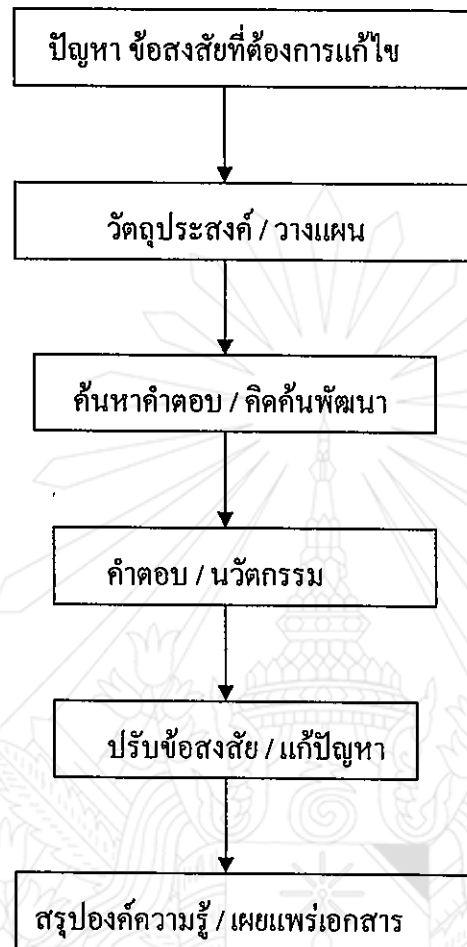 ปัญหา ข้อสงสัยที่ต้องการแก้ไข
วัตถุประสงค์ / วางแผน
ค้นหาคำตอบ / คิดค้นพัฒนา
คำตอบ / นวัตกรรม
ปรับข้อสงสัย / แก้ปัญหา
สรุปองค์ความรู้ / เผยแพร่เอกสาร